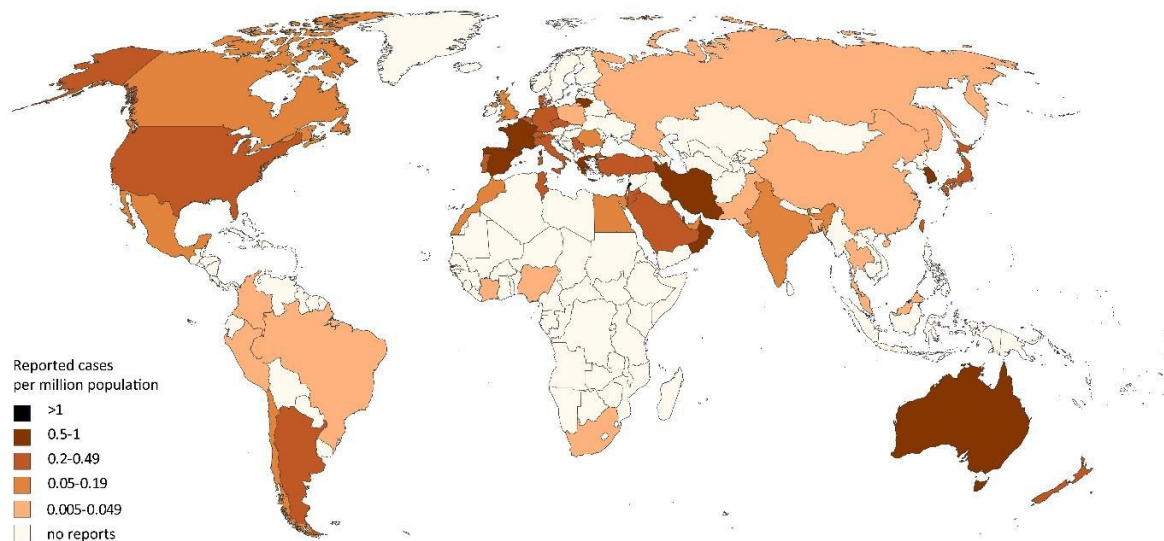 Reported cases
per million population
>1
0.5-1
0.2-0.49
0.05-0.19
0.005-0.049
no reports